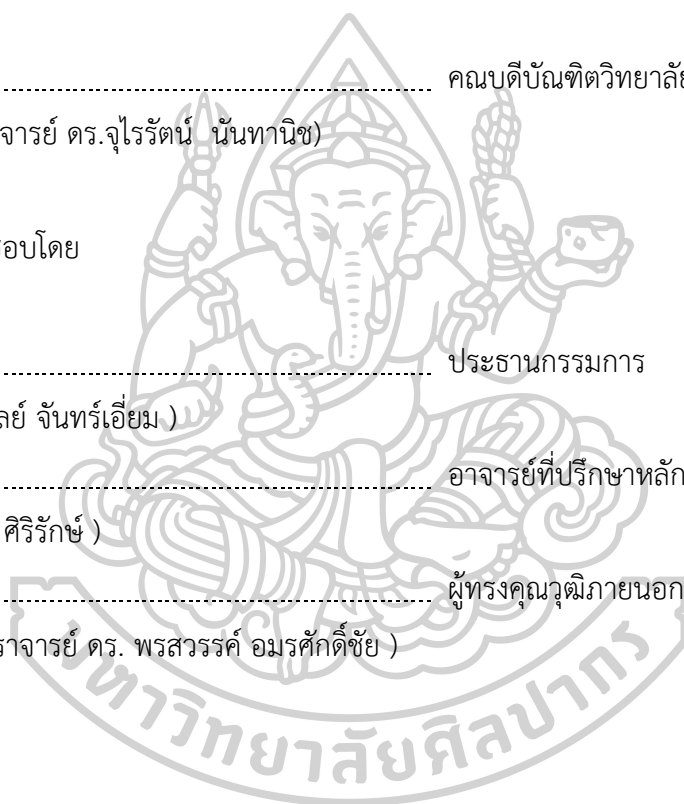 คณบดีบัณฑิตวิทยาลัย
จารย์ ดร.จุไรรัตน์ นันทานิช)
อบโดย
ประธานกรรมการ
ลย์ จันทร์เอี่ยม )
อาจารย์ที่ปรึกษาหลัก
ศิริรักษ์ )
ผู้ทรงคุณวุฒิภายนอก
ราจารย์ ดร. พรสวรรค์ อมรศักดิ์ชัย )
มหาวิทยาลัยศิลปากร